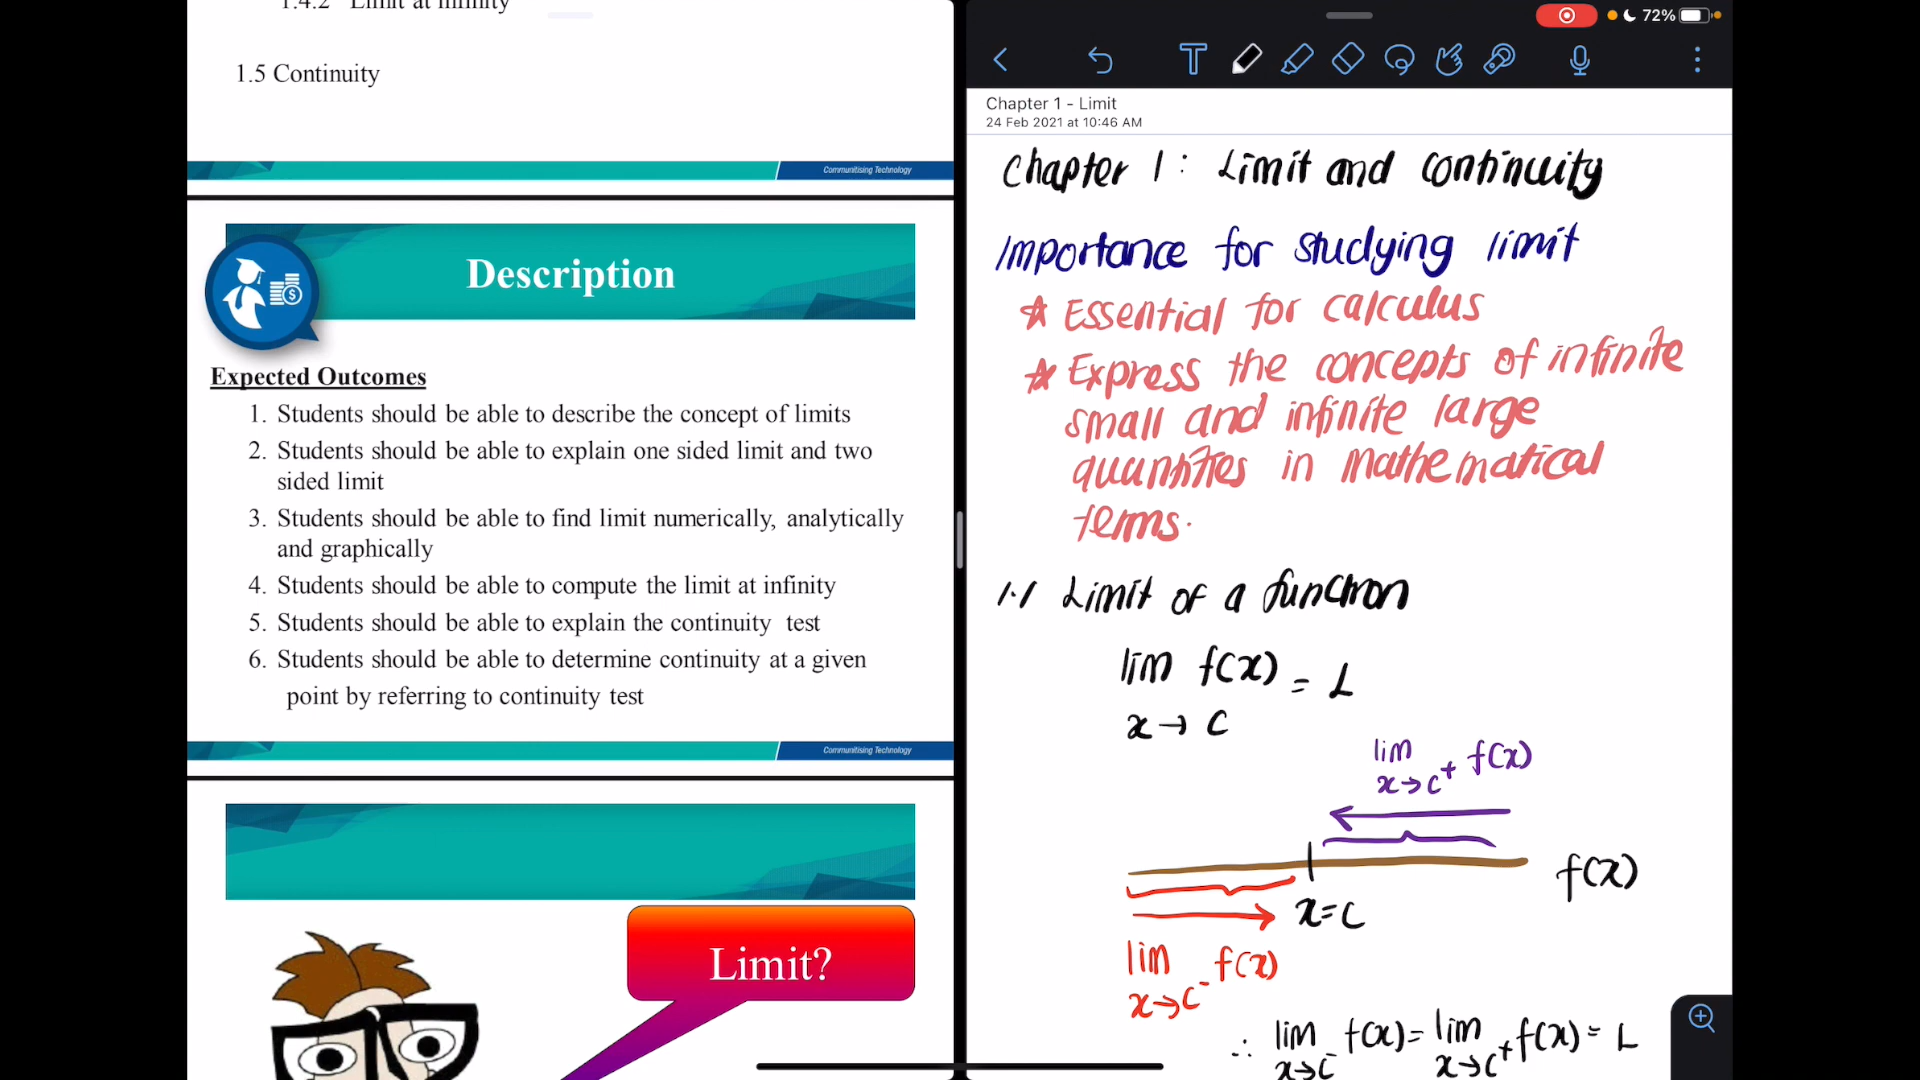 1.4.2 Limit at infinity
1.5 Continuity
Communitising Technology
Description
Expected Outcomes
1. Students should be able to describe the concept of limits
2. Students should be able to explain one sided limit and two
sided limit
3. Students should be able to find limit numerically, analytically
and graphically
4. Students should be able to compute the limit at infinity
5. Students should be able to explain the continuity test
6. Students should be able to determine continuity at a given
point by referring to continuity test
Communitising Technology
Limit?
72%
T
Chapter 1 - Limit
24 Feb 2021 at 10:46 AM
Chapter 1: Limit and continuity
Importance for studying limit
☆ Essential for calculus
☆ Express the concepts of infinite
small and infinite large
quantities in mathematical
terms.
1.1 Limit of a function
lim f(x) = L
x→ C
lim f(x)
x→c⁺
f(x)
x=c
lim f(x)
x→c⁻
∴ lim f(x) = lim f(x) = L
x→c⁻ x→c⁺